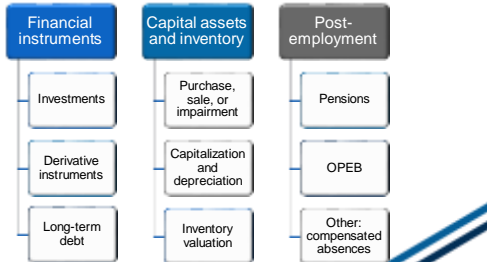 Financial
instruments
Investments
Derivative
instruments
Long-term
debt
Capital assets
and inventory
Purchase,
sale, or
impairment
Capitalization
and
depreciation
Inventory
valuation
Post-
employment
Pensions
OPEB
Other:
compensated
absences